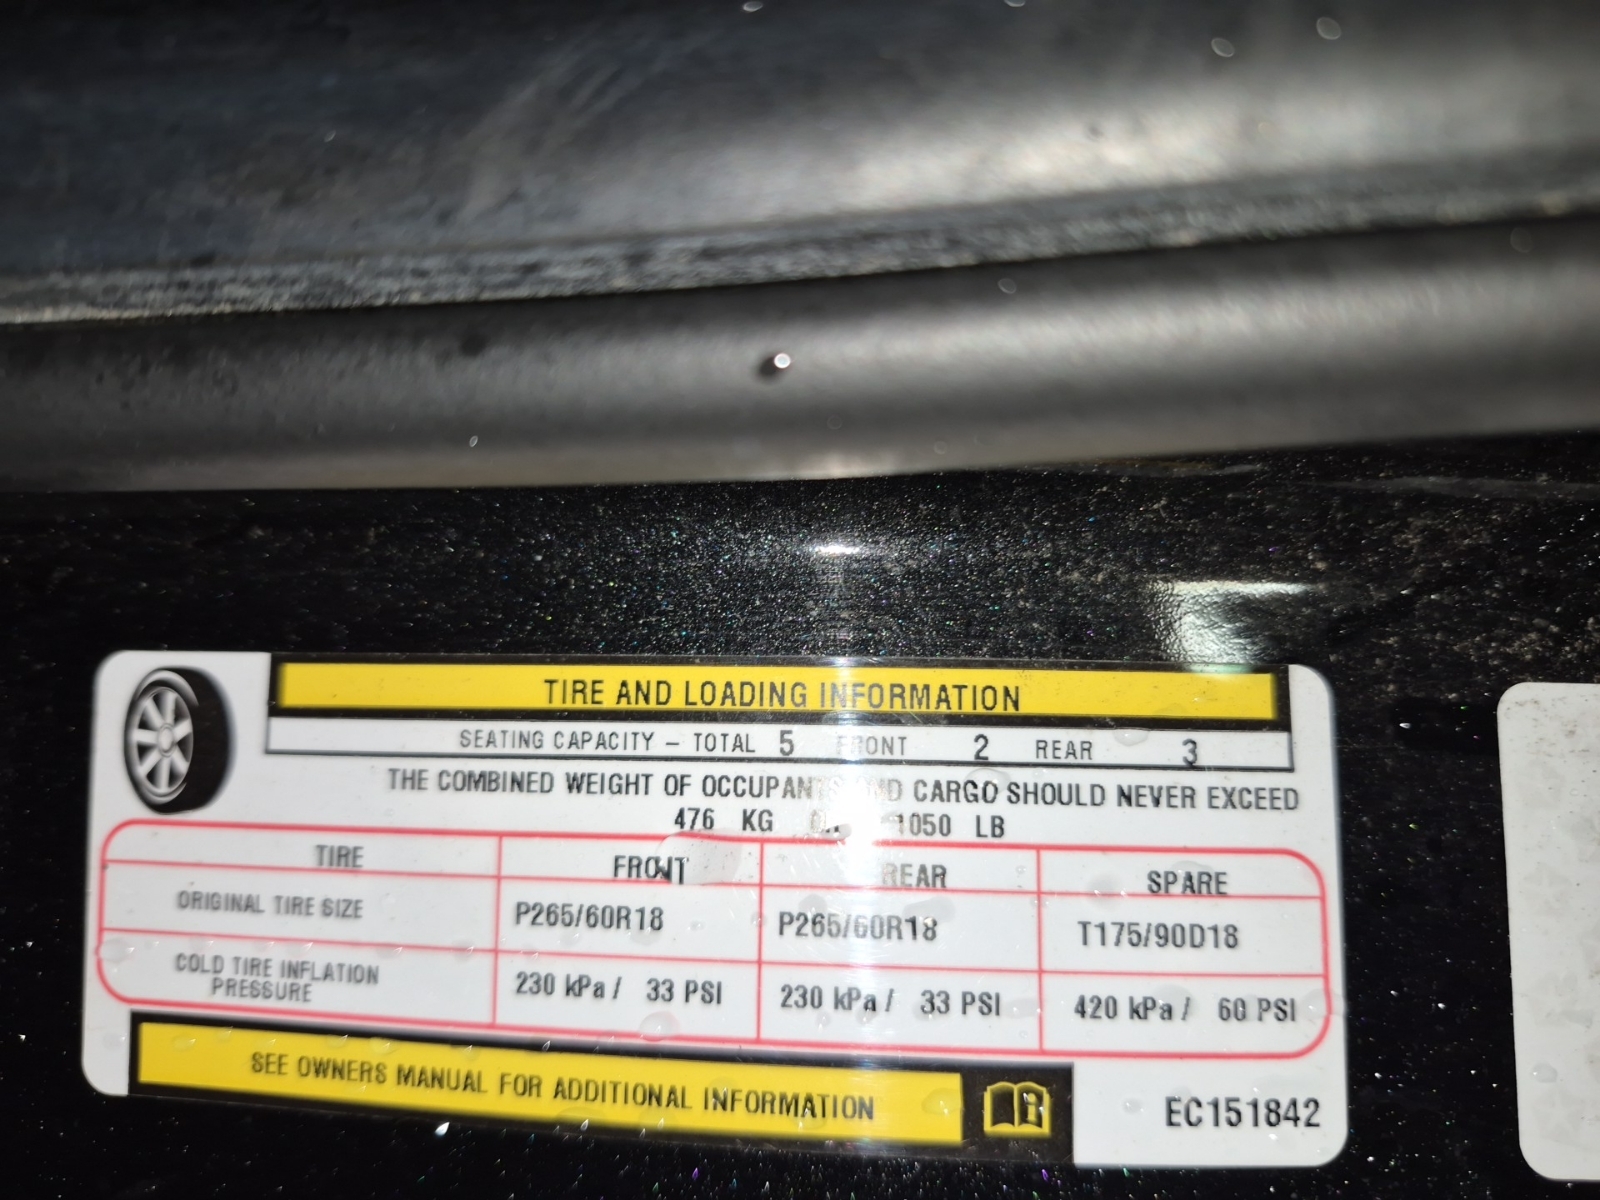 TIRE AND LOADING INFORMATION
SEATING CAPACITY – TOTAL 5 FRONT 2 REAR 3
THE COMBINED WEIGHT OF OCCUPANTS AND CARGO SHOULD NEVER EXCEED
476 KG OR 1050 LB
TIRE FRONT REAR SPARE
ORIGINAL TIRE SIZE P265/60R18 P265/60R18 T175/90D18
COLD TIRE INFLATION
PRESSURE 230 kPa / 33 PSI 230 kPa / 33 PSI 420 kPa / 60 PSI
SEE OWNERS MANUAL FOR ADDITIONAL INFORMATION
EC151842